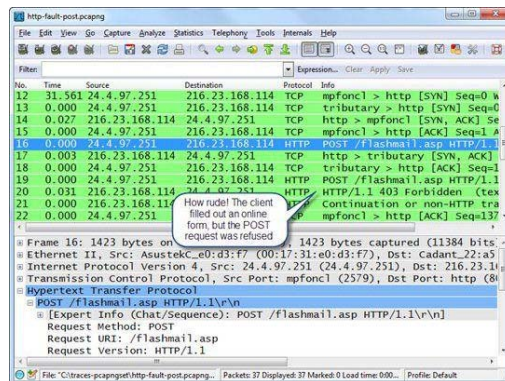 http-fault-post.pcapng
File Edit View Go Capture Analyze Statistics Telephony Tools Internals Help
Filter: Expression... Clear Apply Save
No. Time Source Destination Protocol Info
12 31.561 24.4.97.251 216.23.168.114 TCP mpfoncl > http [SYN] Seq=0 W
13 0.000 24.4.97.251 216.23.168.114 TCP tributary > http [SYN] Seq=0
14 0.027 216.23.168.114 24.4.97.251 TCP http > mpfoncl [SYN, ACK] Se
15 0.000 24.4.97.251 216.23.168.114 TCP mpfoncl > http [ACK] Seq=1 A
16 0.000 24.4.97.251 216.23.168.114 HTTP POST /flashmail.asp HTTP/1.1
17 0.003 216.23.168.114 24.4.97.251 TCP http > tributary [SYN, ACK]
18 0.000 24.4.97.251 216.23.168.114 TCP tributary > http [ACK] Seq=1
19 0.000 24.4.97.251 216.23.168.114 HTTP POST /flashmail.asp HTTP/1.1
20 0.031 216.23.168.114 24.4.97.251 HTTP HTTP/1.1 403 Forbidden (tex
21 0.000 216.23 HTTP Continuation or non-HTTP tra
22 0.000 24.4.9 TCP mpfoncl > http [ACK] Seq=137
How rude! The client
filled out an online
form, but the POST
request was refused
Frame 16: 1423 bytes on 1423 bytes captured (11384 bits)
Ethernet II, Src: AsustekC_e0:d3:f7 (00:17:31:e0:d3:f7), Dst: Cadant_22:a5
Internet Protocol Version 4, Src: 24.4.97.251 (24.4.97.251), Dst: 216.23.16
Transmission Control Protocol, Src Port: mpfoncl (2579), Dst Port: http (80
Hypertext Transfer Protocol
POST /flashmail.asp HTTP/1.1\r\n
[Expert Info (Chat/Sequence): POST /flashmail.asp HTTP/1.1\r\n]
Request Method: POST
Request URI: /flashmail.asp
Request Version: HTTP/1.1
File: "C:\traces-pcapngset\http-fault-post.pcapng... Packets: 37 Displayed: 37 Marked: 0 Load time: 0:00... Profile: Default